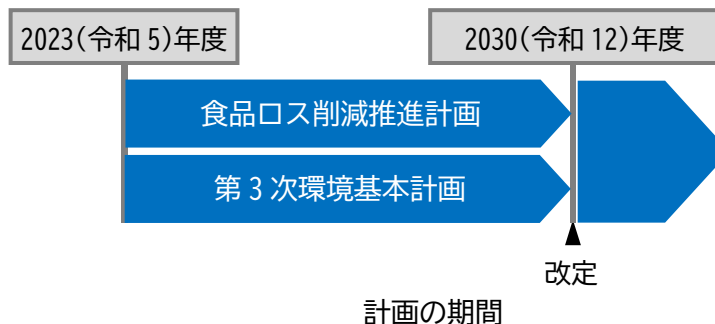 2023(令和 5)年度
2030(令和 12)年度
食品ロス削減推進計画
第 3 次環境基本計画
改定
計画の期間